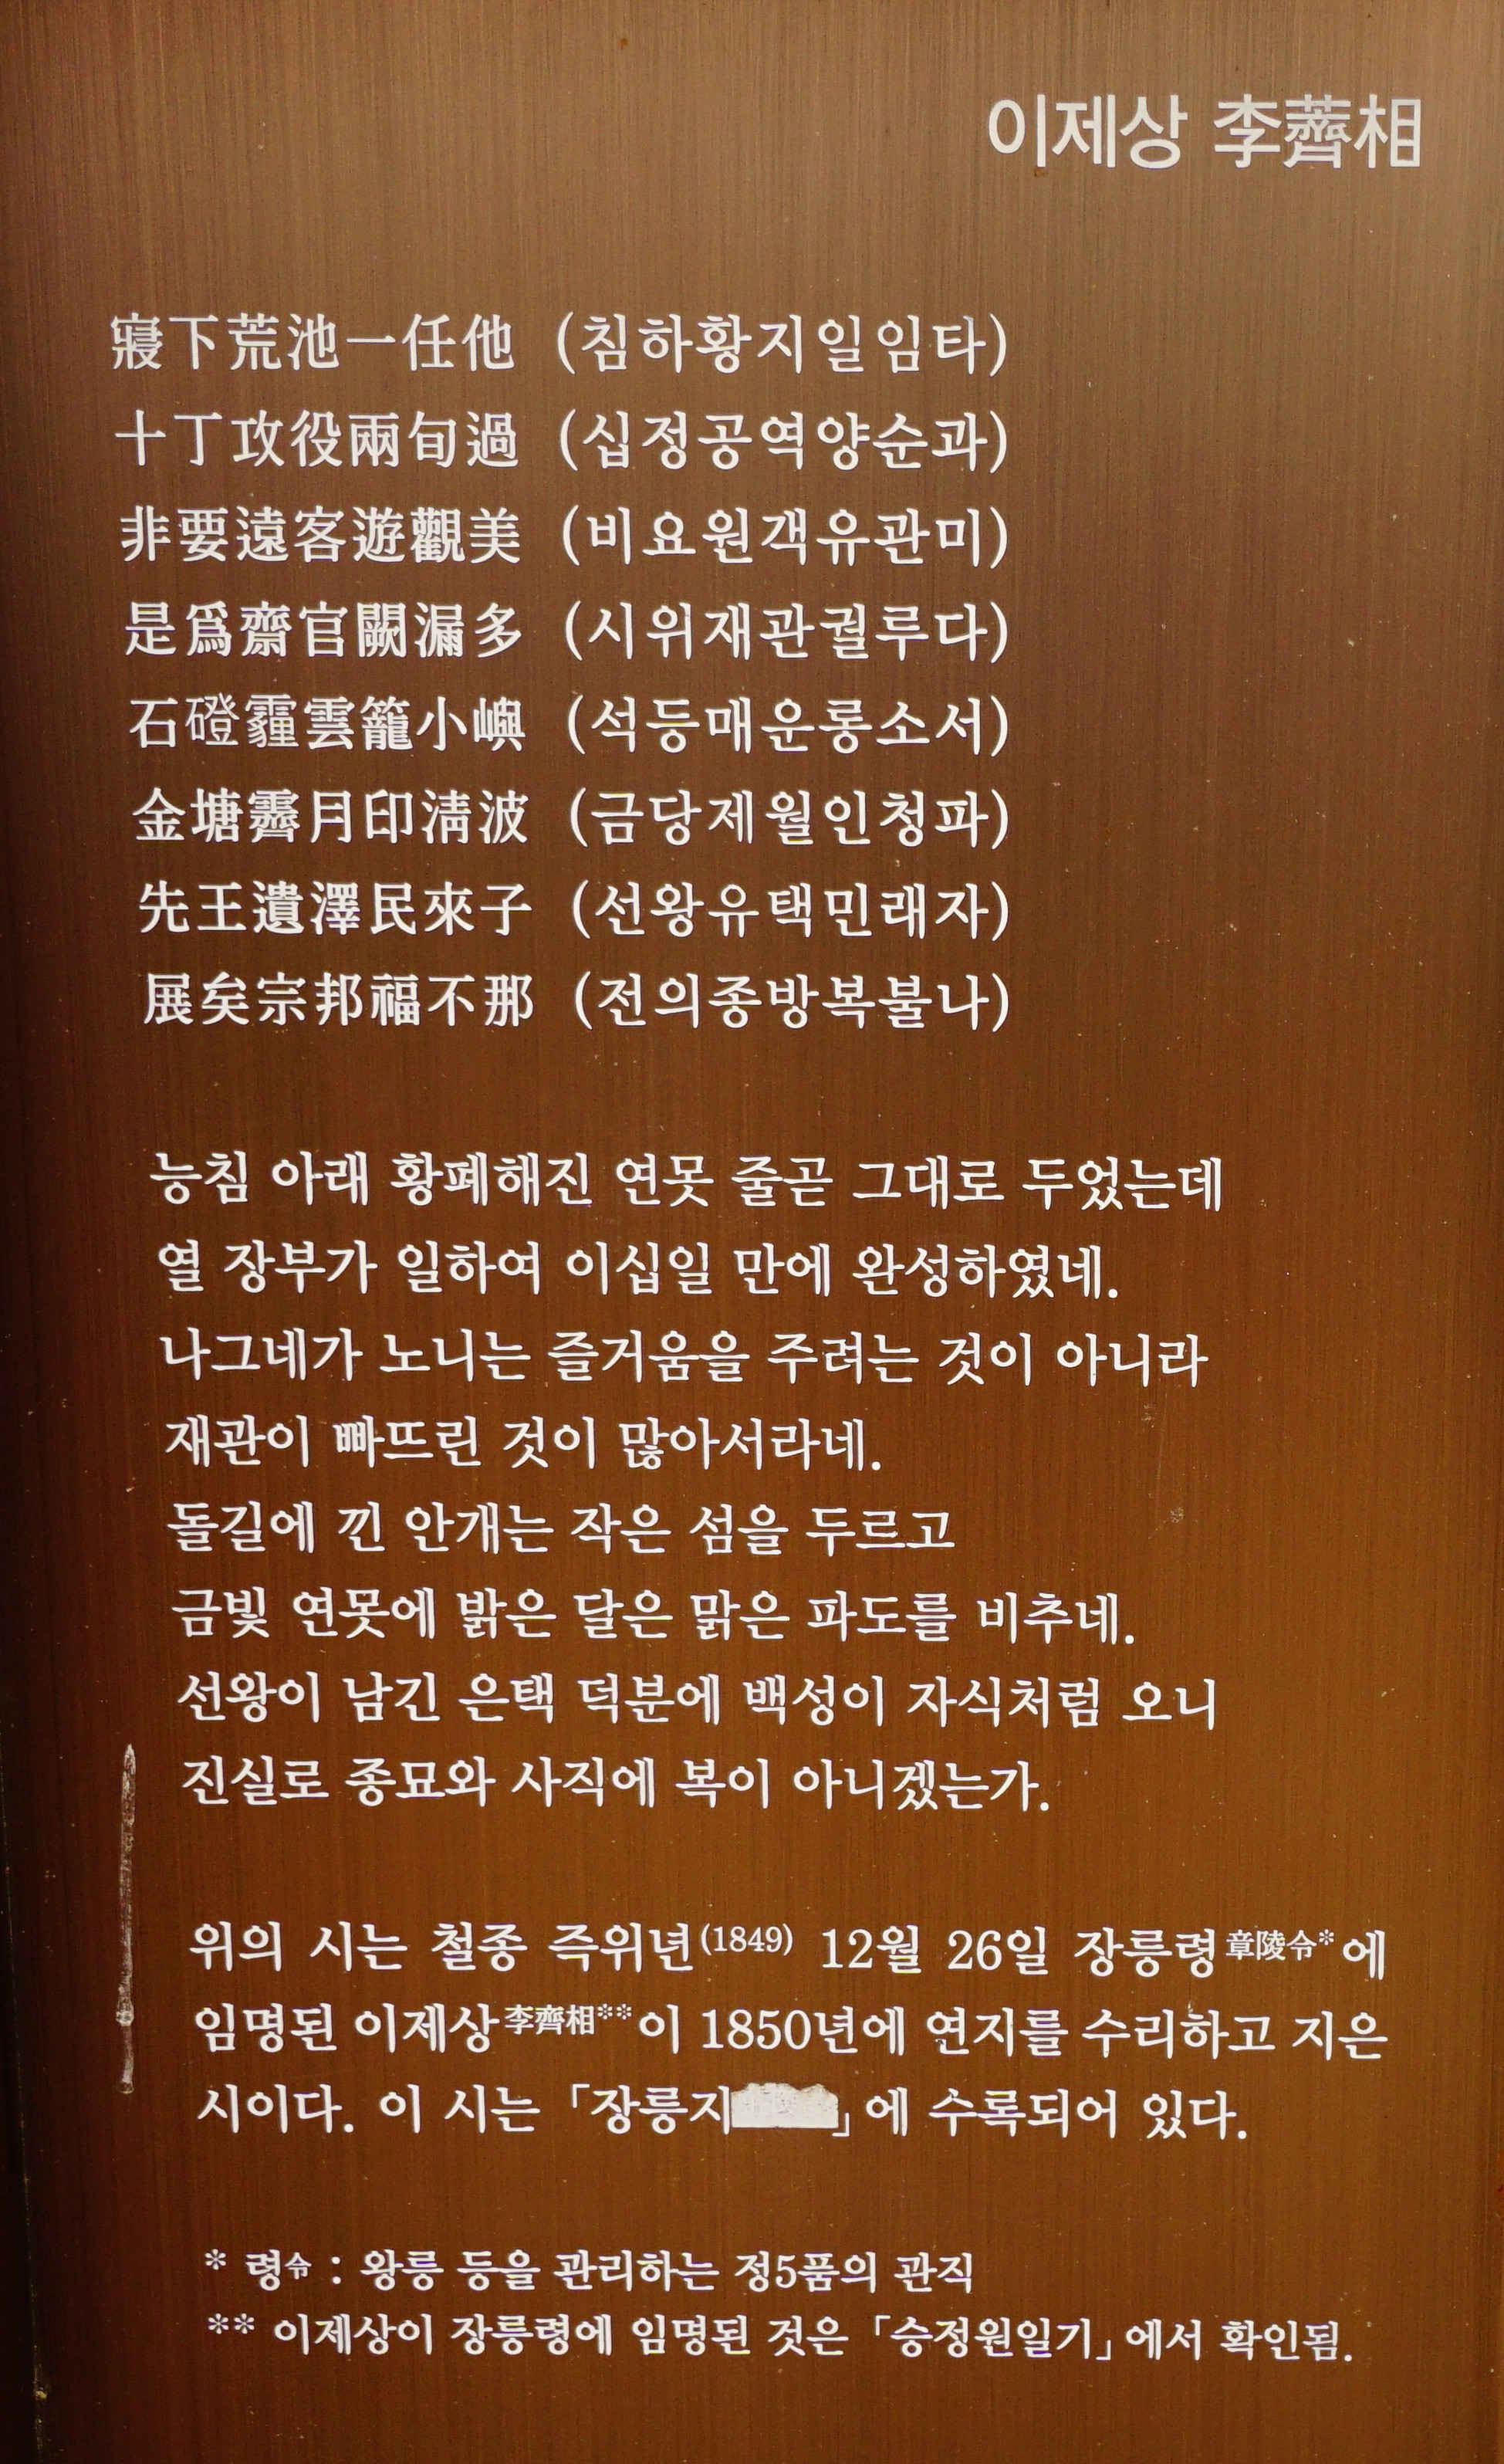 이제상 李薺相
寢下荒池一任他 (침하황지일임타)
十丁攻役兩旬過 (십정공역양순과)
非要遠客遊觀美 (비요원객유관미)
是爲齋官闕漏多 (시위재관궐루다)
石磴霾雲籠小嶼 (석등매운롱소서)
金塘霽月印淸波 (금당제월인청파)
先王遺澤民來子 (선왕유택민래자)
展矣宗邦福不那 (전의종방복불나)
능침 아래 황폐해진 연못 줄곧 그대로 두었는데
열 장부가 일하여 이십일 만에 완성하였네.
나그네가 노니는 즐거움을 주려는 것이 아니라
재관이 빠뜨린 것이 많아서라네.
돌길에 낀 안개는 작은 섬을 두르고
금빛 연못에 밝은 달은 맑은 파도를 비추네.
선왕이 남긴 은택 덕분에 백성이 자식처럼 오니
진실로 종묘와 사직에 복이 아니겠는가.
위의 시는 철종 즉위년(1849) 12월 26일 장릉령章陵令*에
임명된 이제상李齊相**이 1850년에 연지를 수리하고 지은
시이다. 이 시는 「장릉지」에 수록되어 있다.
* 령令 : 왕릉 등을 관리하는 정5품의 관직
** 이제상이 장릉령에 임명된 것은 「승정원일기」에서 확인됨.